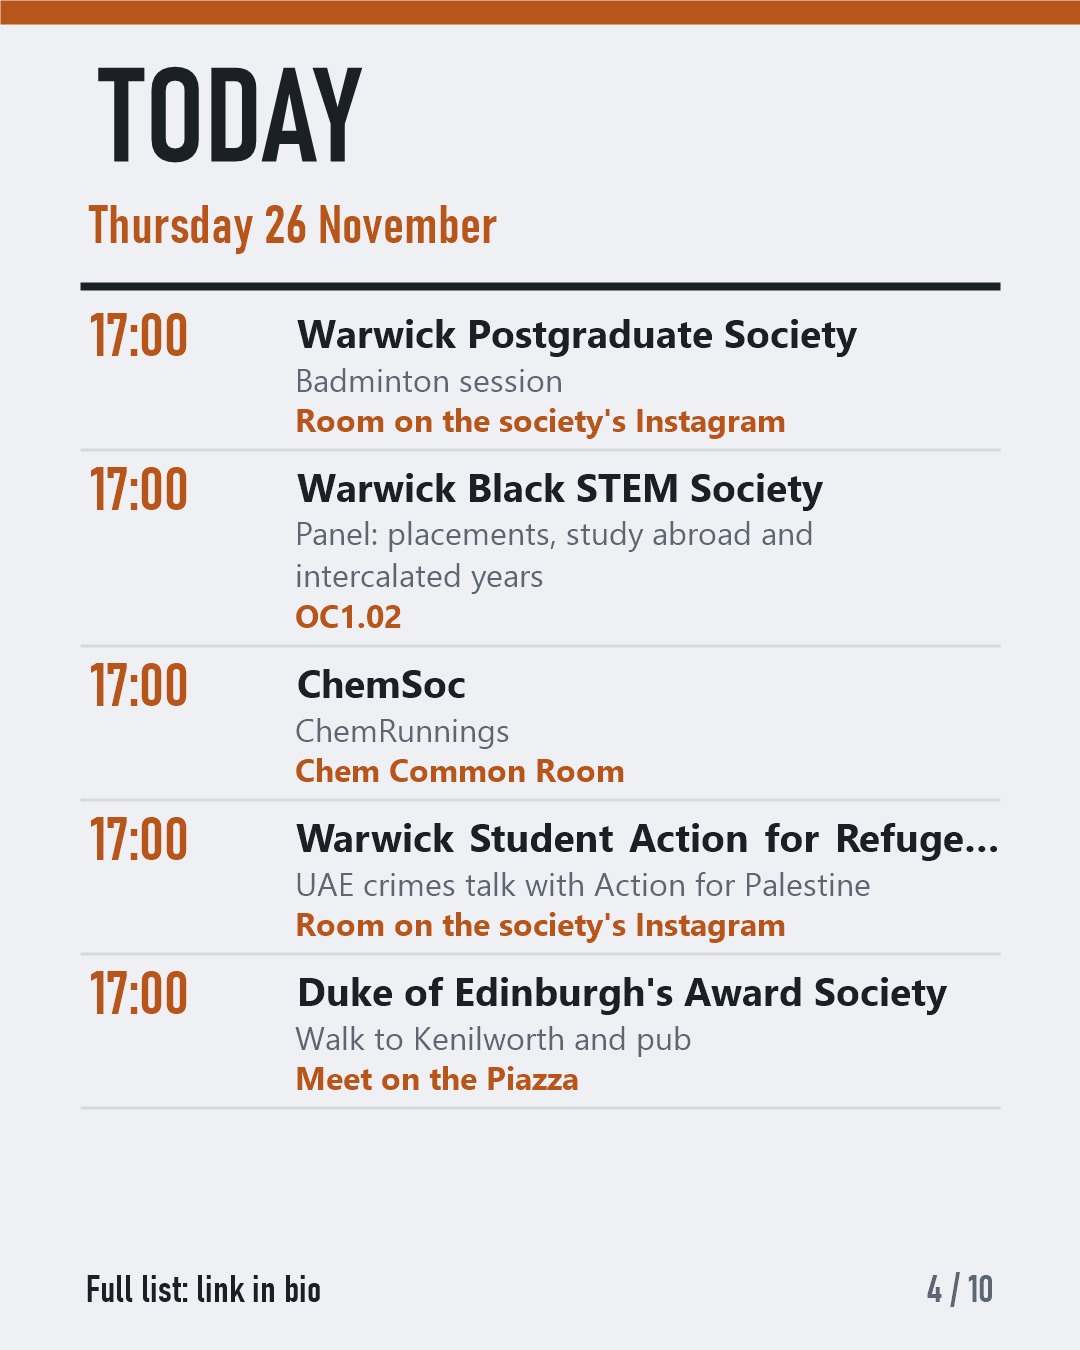 TODAY
Thursday 26 November
17:00
Warwick Postgraduate Society
Badminton session
Room on the society's Instagram
17:00
Warwick Black STEM Society
Panel: placements, study abroad and
intercalated years
OC1.02
17:00
ChemSoc
ChemRunnings
Chem Common Room
17:00
Warwick Student Action for Refuge...
UAE crimes talk with Action for Palestine
Room on the society's Instagram
17:00
Duke of Edinburgh's Award Society
Walk to Kenilworth and pub
Meet on the Piazza
Full list: link in bio
4 / 10